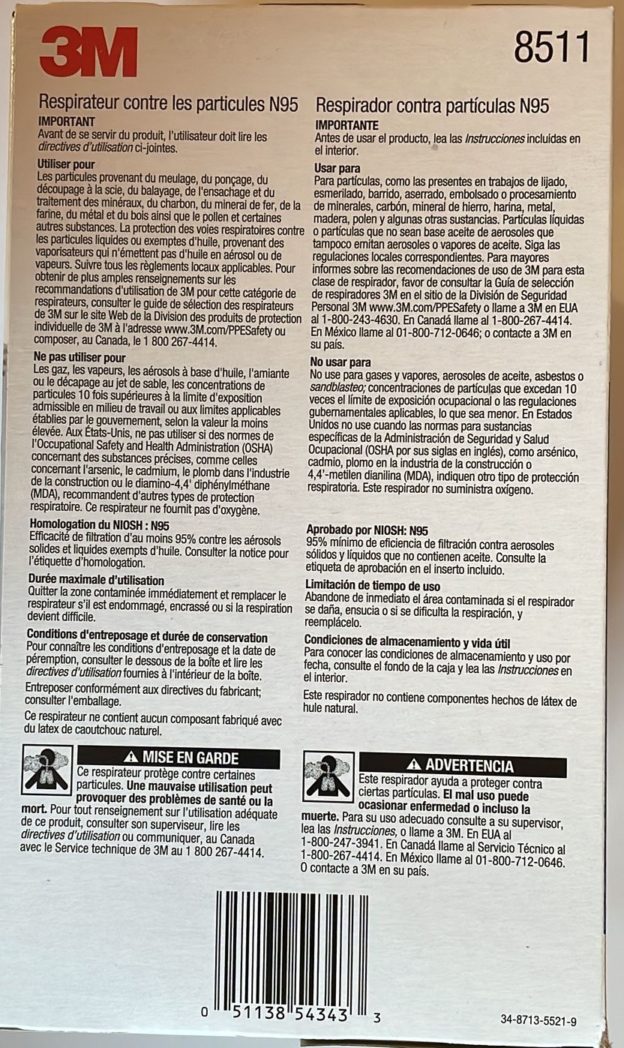 3M
8511
Respirateur contre les particules N95
IMPORTANT
Avant de se servir du produit, l'utilisateur doit lire les
directives d'utilisation ci-jointes.
Utiliser pour
Les particules provenant du meulage, du ponçage, du
découpage à la scie, du balayage, de l'ensachage et du
traitement des minéraux, du charbon, du minerai de fer, de la
farine, du métal et du bois ainsi que le pollen et certaines
autres substances. La protection des voies respiratoires contre
les particules liquides ou exemptes d'huile, provenant des
vaporisateurs qui n'émettent pas d'huile en aérosol ou de
vapeurs. Suivre tous les règlements locaux applicables. Pour
obtenir de plus amples renseignements sur les
recommandations d'utilisation de 3M pour cette catégorie de
respirateurs, consulter le guide de sélection des respirateurs
de 3M sur le site Web de la Division des produits de protection
individuelle de 3M à l'adresse www.3M.com/PPESafety ou
composer, au Canada, le 1 800 267-4414.
Ne pas utiliser pour
Les gaz, les vapeurs, les aérosols à base d'huile, l'amiante
ou le décapage au jet de sable, les concentrations de
particules 10 fois supérieures à la limite d'exposition
admissible en milieu de travail ou aux limites applicables
établies par le gouvernement, selon la valeur la moins
élevée. Aux États-Unis, ne pas utiliser si des normes de
l'Occupational Safety and Health Administration (OSHA)
concernant des substances précises, comme celles
concernant l'arsenic, le cadmium, le plomb dans l'industrie
de la construction ou le diamino-4,4' diphénylméthane
(MDA), recommandent d'autres types de protection
respiratoire. Ce respirateur ne fournit pas d'oxygène.
Homologation du NIOSH : N95
Efficacité de filtration d'au moins 95% contre les aérosols
solides et liquides exempts d'huile. Consulter la notice pour
l'étiquette d'homologation.
Durée maximale d'utilisation
Quitter la zone contaminée immédiatement et remplacer le
respirateur s'il est endommagé, encrassé ou si la respiration
devient difficile.
Conditions d'entreposage et durée de conservation
Pour connaître les conditions d'entreposage et la date de
péremption, consulter le dessous de la boîte et lire les
directives d'utilisation fournies à l'intérieur de la boîte.
Entreposer conformément aux directives du fabricant;
consulter l'emballage.
Ce respirateur ne contient aucun composant fabriqué avec
du latex de caoutchouc naturel.
MISE EN GARDE
Ce respirateur protège contre certaines
particules. Une mauvaise utilisation peut
provoquer des problèmes de santé ou la
mort. Pour tout renseignement sur l'utilisation adéquate
de ce produit, consulter son superviseur, lire les
directives d'utilisation ou communiquer, au Canada
avec le Service technique de 3M au 1 800 267-4414.
Respirador contra partículas N95
IMPORTANTE
Antes de usar el producto, lea las Instrucciones incluidas en
el interior.
Usar para
Para partículas, como las presentes en trabajos de lijado,
esmerilado, barrido, aserrado, embolsado o procesamiento
de minerales, carbón, mineral de hierro, harina, metal,
madera, polen y algunas otras sustancias. Partículas líquidas
o partículas que no sean base aceite de aerosoles que
tampoco emitan aerosoles o vapores de aceite. Siga las
regulaciones locales correspondientes. Para mayores
informes sobre las recomendaciones de uso de 3M para esta
clase de respirador, favor de consultar la Guía de selección
de respiradores 3M en el sitio de la División de Seguridad
Personal 3M www.3M.com/PPESafety o llame a 3M en EUA
al 1-800-243-4630. En Canadá llame al 1-800-267-4414.
En México llame al 01-800-712-0646; o contacte a 3M en
su país.
No usar para
No use para gases y vapores, aerosoles de aceite, asbestos o
sandblasteo; concentraciones de partículas que excedan 10
veces el límite de exposición ocupacional o las regulaciones
gubernamentales aplicables, lo que sea menor. En Estados
Unidos no use cuando las normas para sustancias
específicas de la Administración de Seguridad y Salud
Ocupacional (OSHA por sus siglas en inglés), como arsénico,
cadmio, plomo en la industria de la construcción o
4,4'-metilen dianilina (MDA), indiquen otro tipo de protección
respiratoria. Este respirador no suministra oxígeno.
Aprobado por NIOSH: N95
95% mínimo de eficiencia de filtración contra aerosoles
sólidos y líquidos que no contienen aceite. Consulte la
etiqueta de aprobación en el inserto incluido.
Limitación de tiempo de uso
Abandone de inmediato el área contaminada si el respirador
se daña, ensucia o si se dificulta la respiración, y
reemplácelo.
Condiciones de almacenamiento y vida útil
Para conocer las condiciones de almacenamiento y uso por
fecha, consulte el fondo de la caja y lea las Instrucciones en
el interior.
Este respirador no contiene componentes hechos de látex de
hule natural.
ADVERTENCIA
Este respirador ayuda a proteger contra
ciertas partículas. El mal uso puede
ocasionar enfermedad o incluso la
muerte. Para su uso adecuado consulte a su supervisor,
lea las Instrucciones, o llame a 3M. En EUA al
1-800-247-3941. En Canadá llame al Servicio Técnico al
1-800-267-4414. En México llame al 01-800-712-0646.
O contacte a 3M en su país.
0 51138 54343 3
34-8713-5521-9